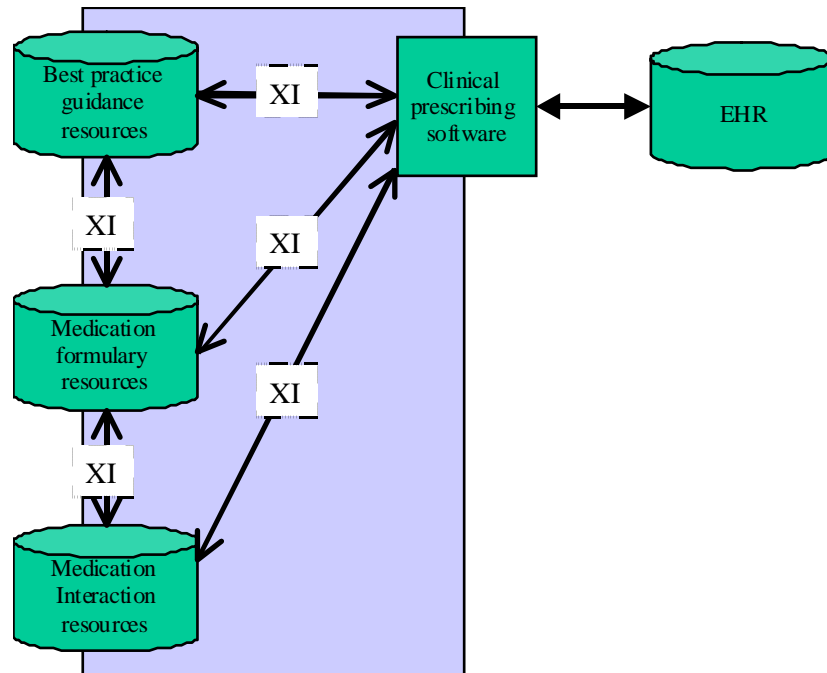 Best practice
guidance
resources
XI
Clinical
prescribing
software
EHR
XI
XI
Medication
formulary
resources
XI
XI
Medication
Interaction
resources